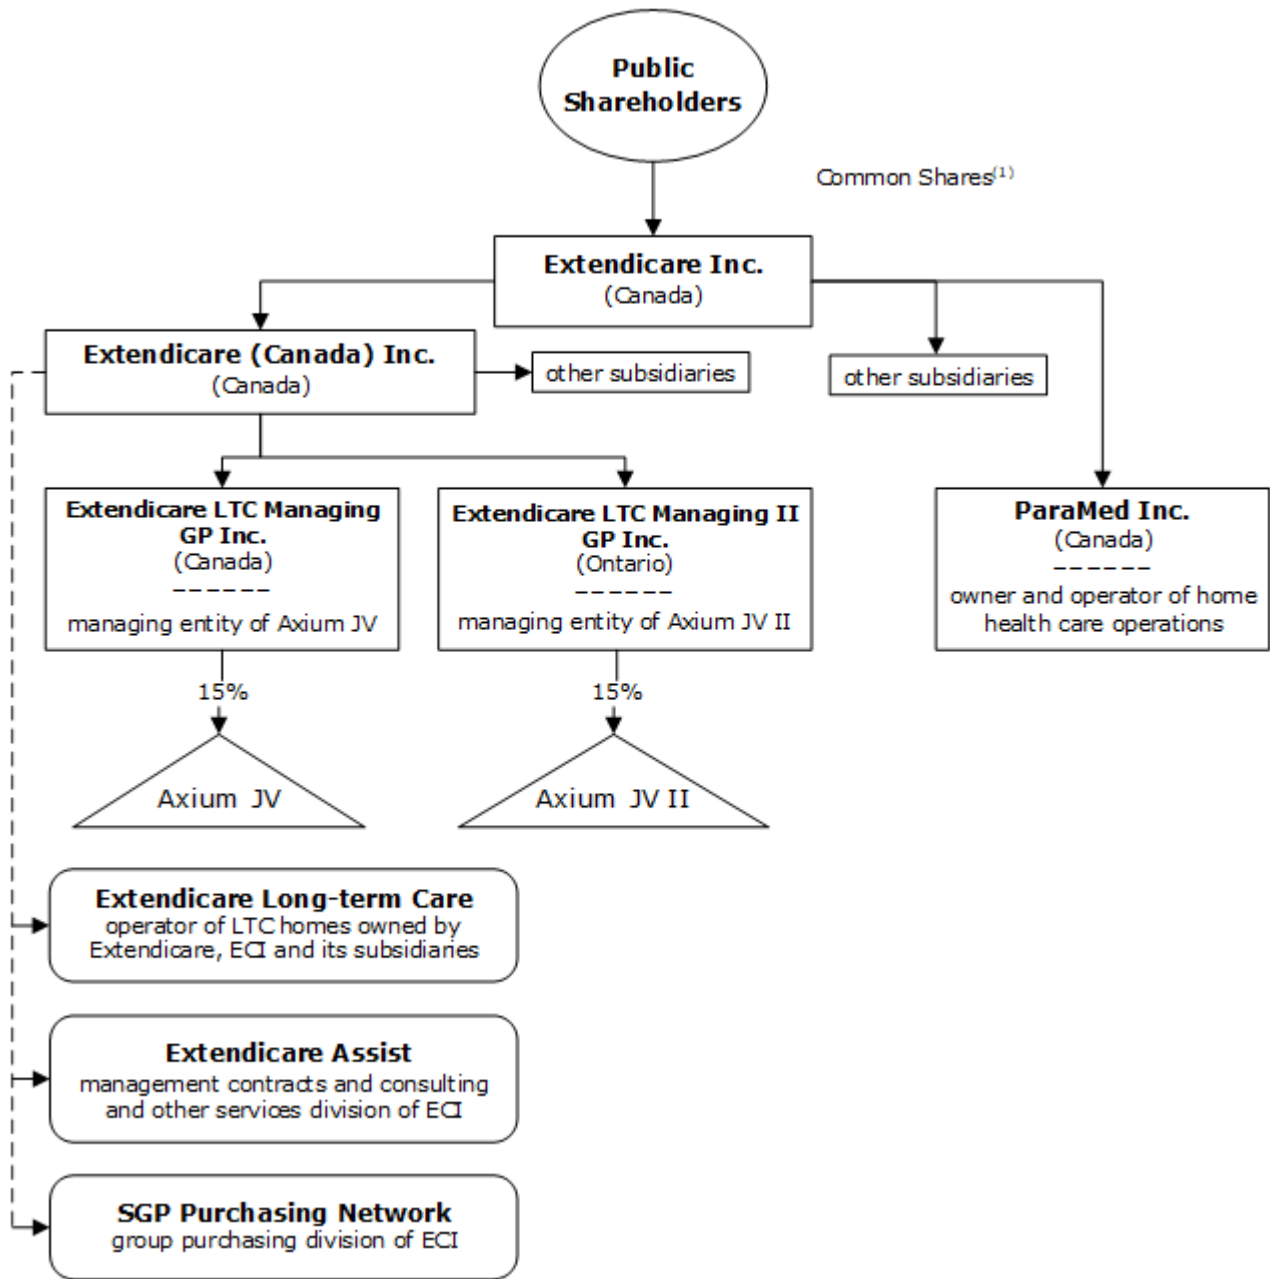 Public
Shareholders
Common Shares(1)
Extendicare Inc.
(Canada)
Extendicare (Canada) Inc.
(Canada)
other subsidiaries
other subsidiaries
Extendicare LTC Managing
GP Inc.
(Canada)
––––––
managing entity of Axium JV
Extendicare LTC Managing II
GP Inc.
(Ontario)
––––––
managing entity of Axium JV II
ParaMed Inc.
(Canada)
––––––
owner and operator of home
health care operations
15%
15%
Axium JV
Axium JV II
Extendicare Long-term Care
operator of LTC homes owned by
Extendicare, ECI and its subsidiaries
Extendicare Assist
management contracts and consulting
and other services division of ECI
SGP Purchasing Network
group purchasing division of ECI